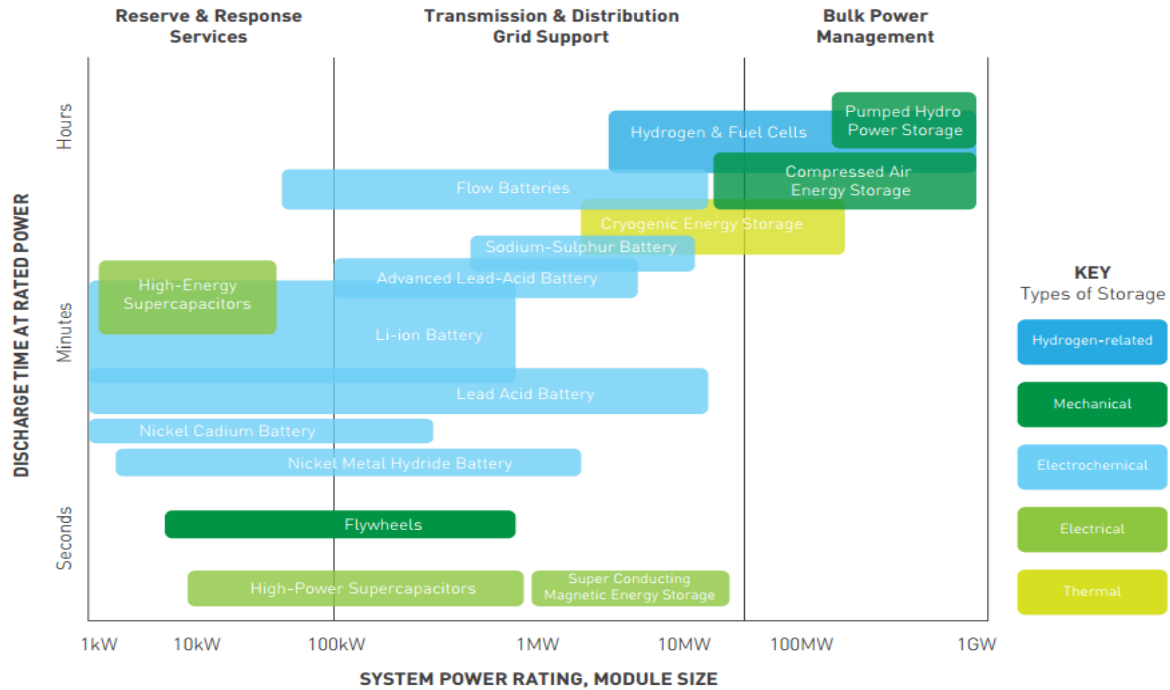 Reserve & Response
Services
Transmission & Distribution
Grid Support
Bulk Power
Management
DISCHARGE TIME AT RATED POWER
Hours
Minutes
Seconds
Pumped Hydro
Power Storage
Hydrogen & Fuel Cells
Compressed Air
Energy Storage
Flow Batteries
Cryogenic Energy Storage
Sodium-Sulphur Battery
Advanced Lead-Acid Battery
High-Energy
Supercapacitors
Li-ion Battery
Lead Acid Battery
Nickel Cadium Battery
Nickel Metal Hydride Battery
Flywheels
High-Power Supercapacitors
Super Conducting
Magnetic Energy Storage
1kW
10kW
100kW
1MW
10MW
100MW
1GW
SYSTEM POWER RATING, MODULE SIZE
KEY
Types of Storage
Hydrogen-related
Mechanical
Electrochemical
Electrical
Thermal